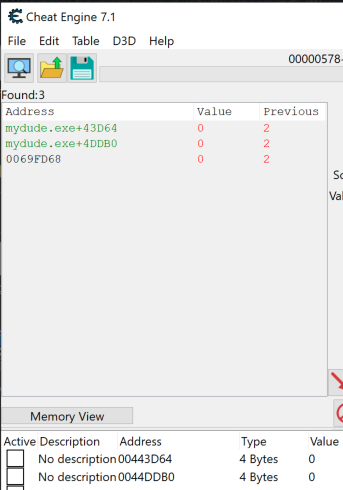 Cheat Engine 7.1
File Edit Table D3D Help
00000578-
Found:3
Address Value Previous
mydude.exe+43D64 0 2
mydude.exe+4DDB0 0 2
0069FD68 0 2
Sc
Val
Memory View
Active Description Address Type Value
No description 00443D64 4 Bytes 0
No description 0044DDB0 4 Bytes 0